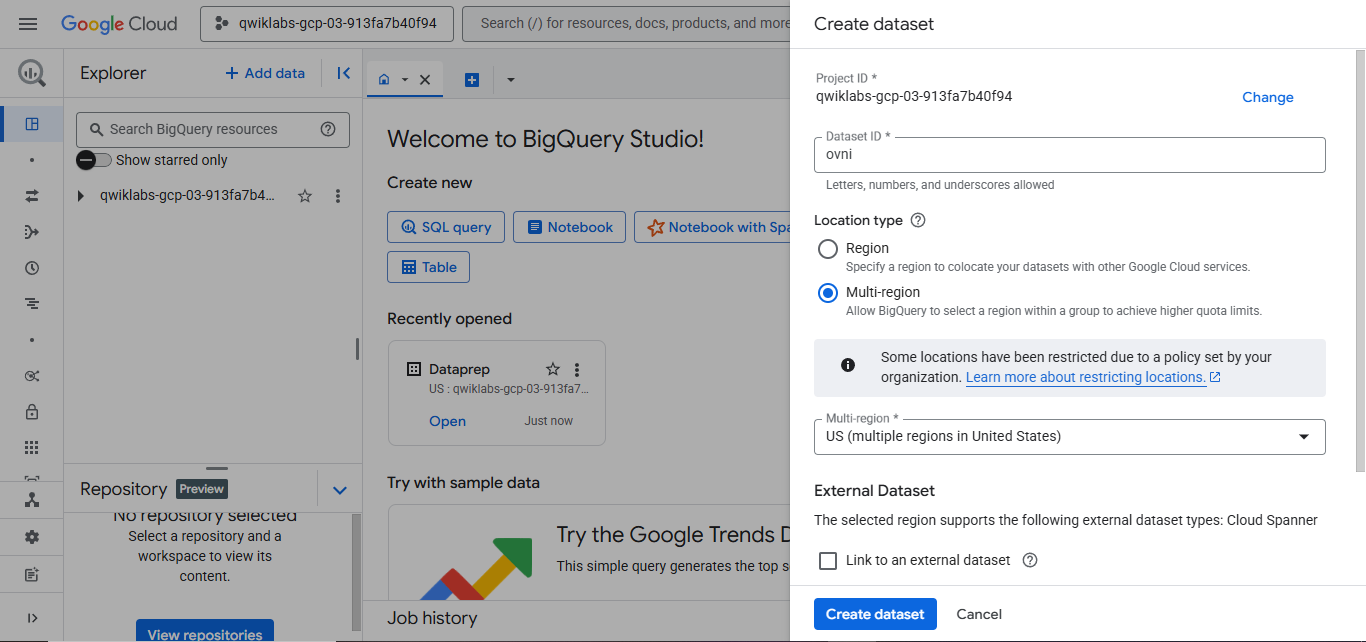 Google Cloud
qwiklabs-gcp-03-913fa7b40f94
Search (/) for resources, docs, products, and more
Explorer
+ Add data
Search BigQuery resources
Show starred only
qwiklabs-gcp-03-913fa7b4...
Repository Preview
No repository selected
Select a repository and a
workspace to view its
content.
View repositories
Welcome to BigQuery Studio!
Create new
SQL query
Notebook
Notebook with Spa
Table
Recently opened
Dataprep
US : qwiklabs-gcp-03-913fa7...
Open
Just now
Try with sample data
Try the Google Trends D
This simple query generates the top s
Job history
Create dataset
Project ID *
qwiklabs-gcp-03-913fa7b40f94
Change
Dataset ID *
ovni
Letters, numbers, and underscores allowed
Location type
Region
Specify a region to colocate your datasets with other Google Cloud services.
Multi-region
Allow BigQuery to select a region within a group to achieve higher quota limits.
Some locations have been restricted due to a policy set by your
organization. Learn more about restricting locations.
Multi-region *
US (multiple regions in United States)
External Dataset
The selected region supports the following external dataset types: Cloud Spanner
Link to an external dataset
Create dataset
Cancel